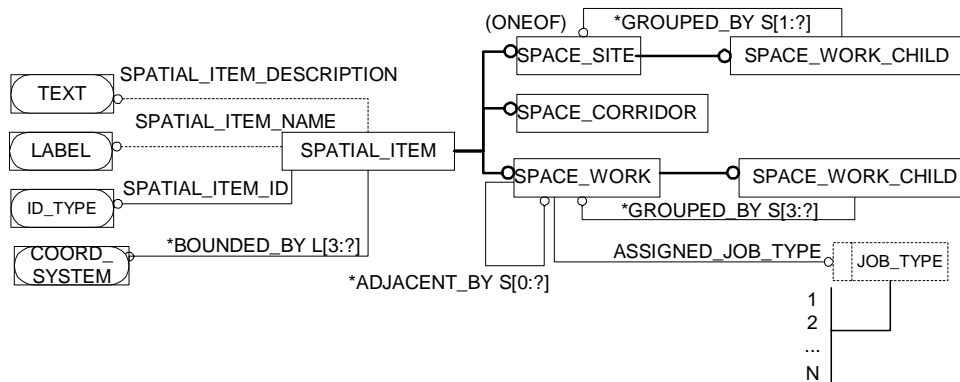 (ONEOF)
*GROUPED_BY S[1:?]
SPACE_SITE
SPACE_WORK_CHILD
SPATIAL_ITEM_DESCRIPTION
TEXT
SPACE_CORRIDOR
SPATIAL_ITEM_NAME
LABEL
SPATIAL_ITEM
SPACE_WORK
SPACE_WORK_CHILD
SPATIAL_ITEM_ID
ID_TYPE
*GROUPED_BY S[3:?]
*BOUNDED_BY L[3:?]
COORD_
SYSTEM
ASSIGNED_JOB_TYPE
JOB_TYPE
*ADJACENT_BY S[0:?]
1
2
...
N